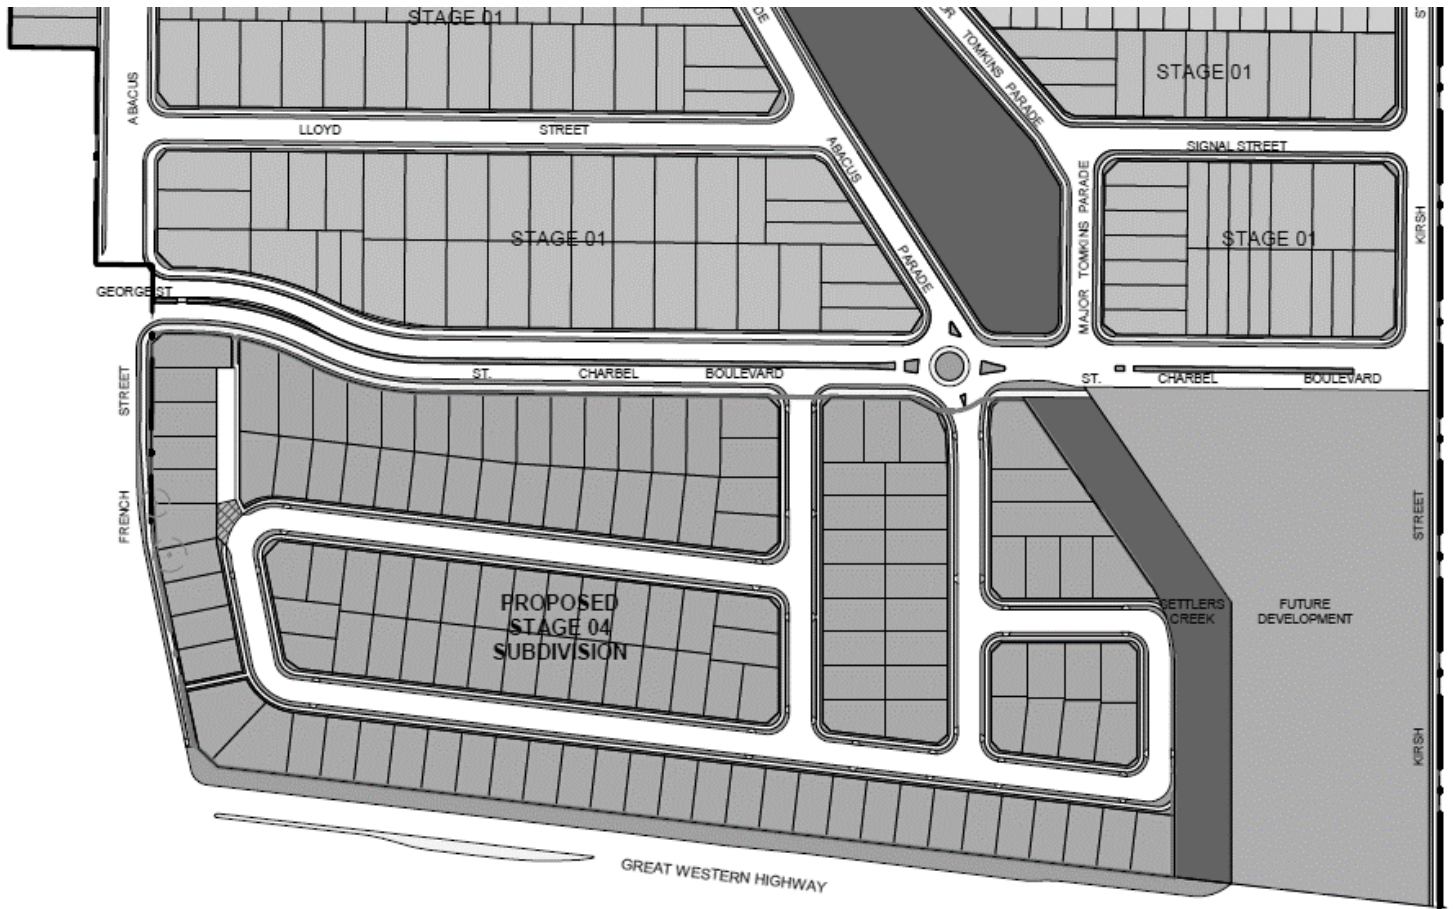 STAGE 01
TOMKINS PARADE
STAGE 01
ABACUS
LLOYD STREET
ABACUS
PARADE
SIGNAL STREET
MAJOR TOMKINS PARADE
STAGE 01
STAGE 01
KIRSH
GEORGE ST
ST. CHARBEL BOULEVARD
ST. CHARBEL BOULEVARD
STREET
FRENCH
STREET
PROPOSED
STAGE 04
SUBDIVISION
SETTLERS
CREEK
FUTURE
DEVELOPMENT
KIRSH
GREAT WESTERN HIGHWAY